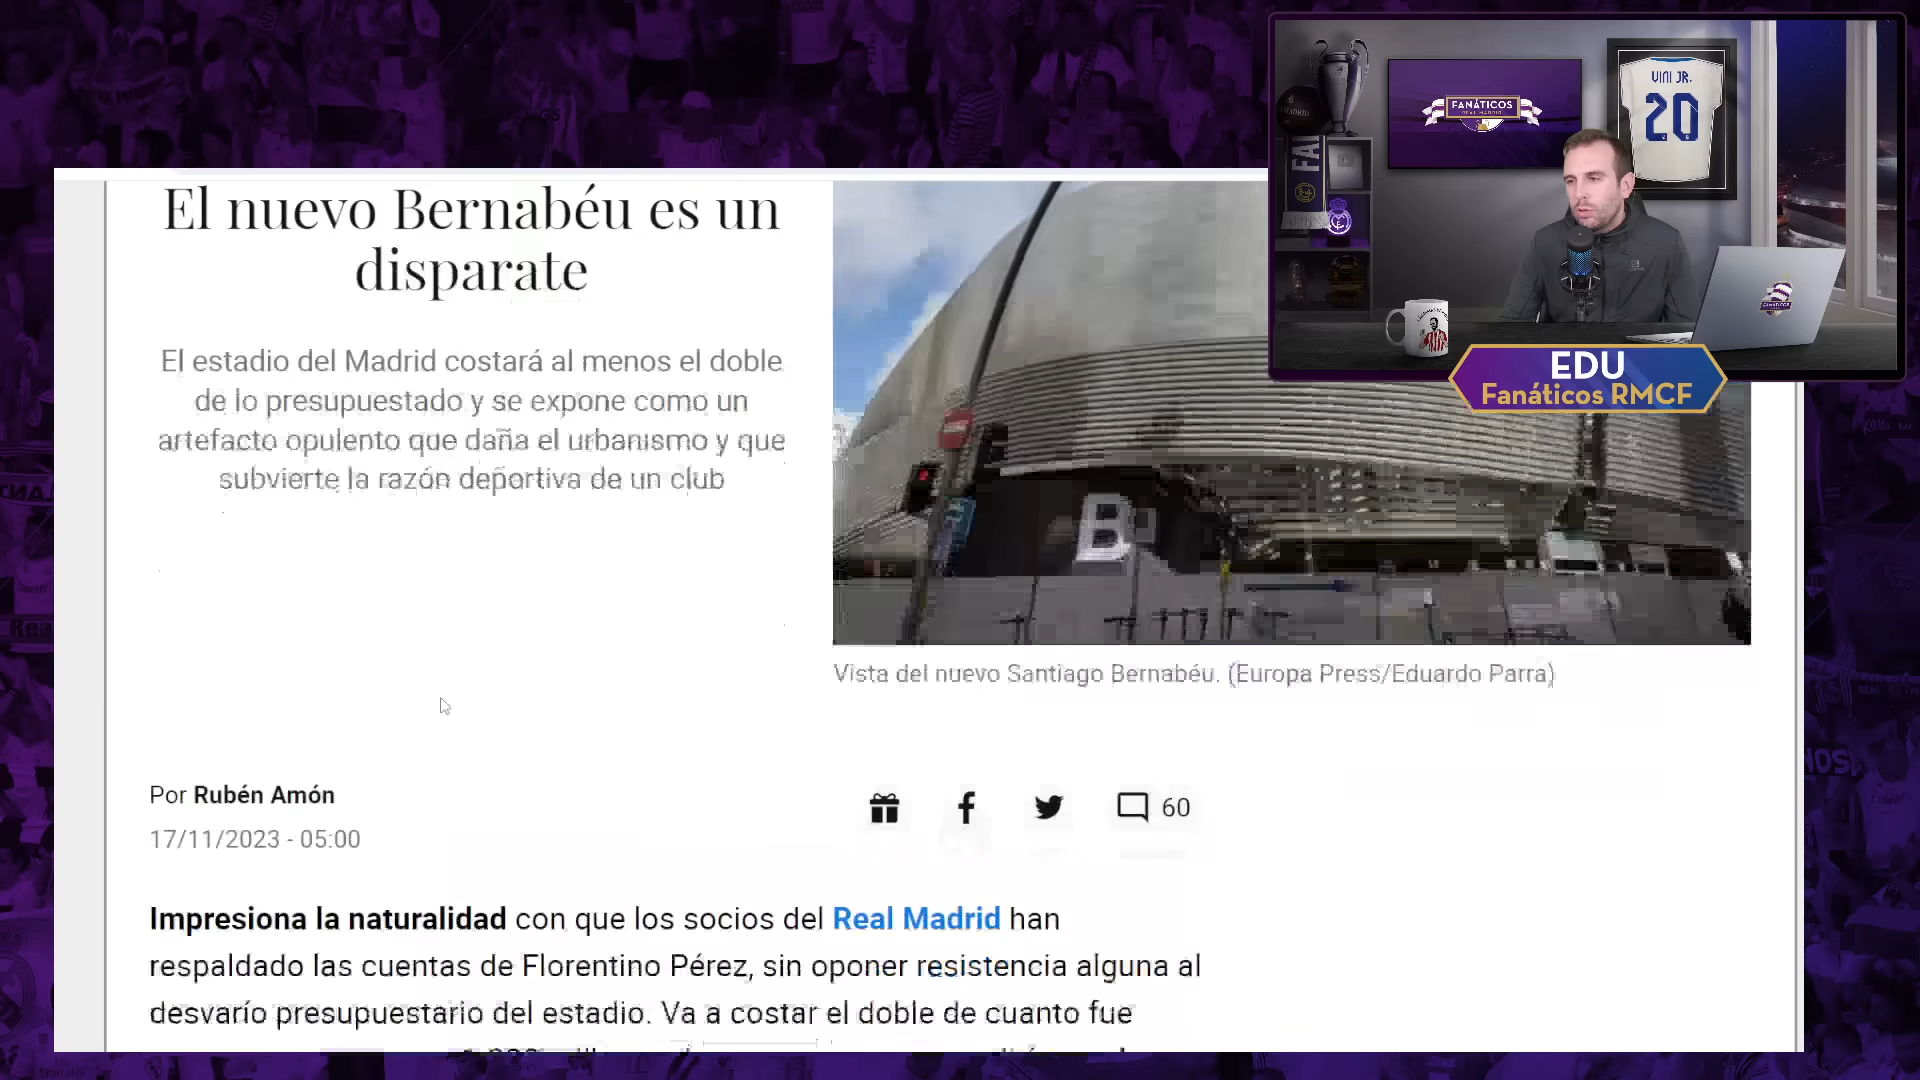 El nuevo Bernabéu es un
disparate
El estadio del Madrid costará al menos el doble
de lo presupuestado y se expone como un
artefacto opulento que daña el urbanismo y que
subvierte la razón deportiva de un club
Vista del nuevo Santiago Bernabéu. (Europa Press/Eduardo Parra)
Por Rubén Amón
17/11/2023 - 05:00
60
Impresiona la naturalidad con que los socios del Real Madrid han
respaldado las cuentas de Florentino Pérez, sin oponer resistencia alguna al
desvarío presupuestario del estadio. Va a costar el doble de cuanto fue
FANÁTICOS
REAL MADRID
VINI JR.
20
FA
B
EDU
Fanáticos RMCF